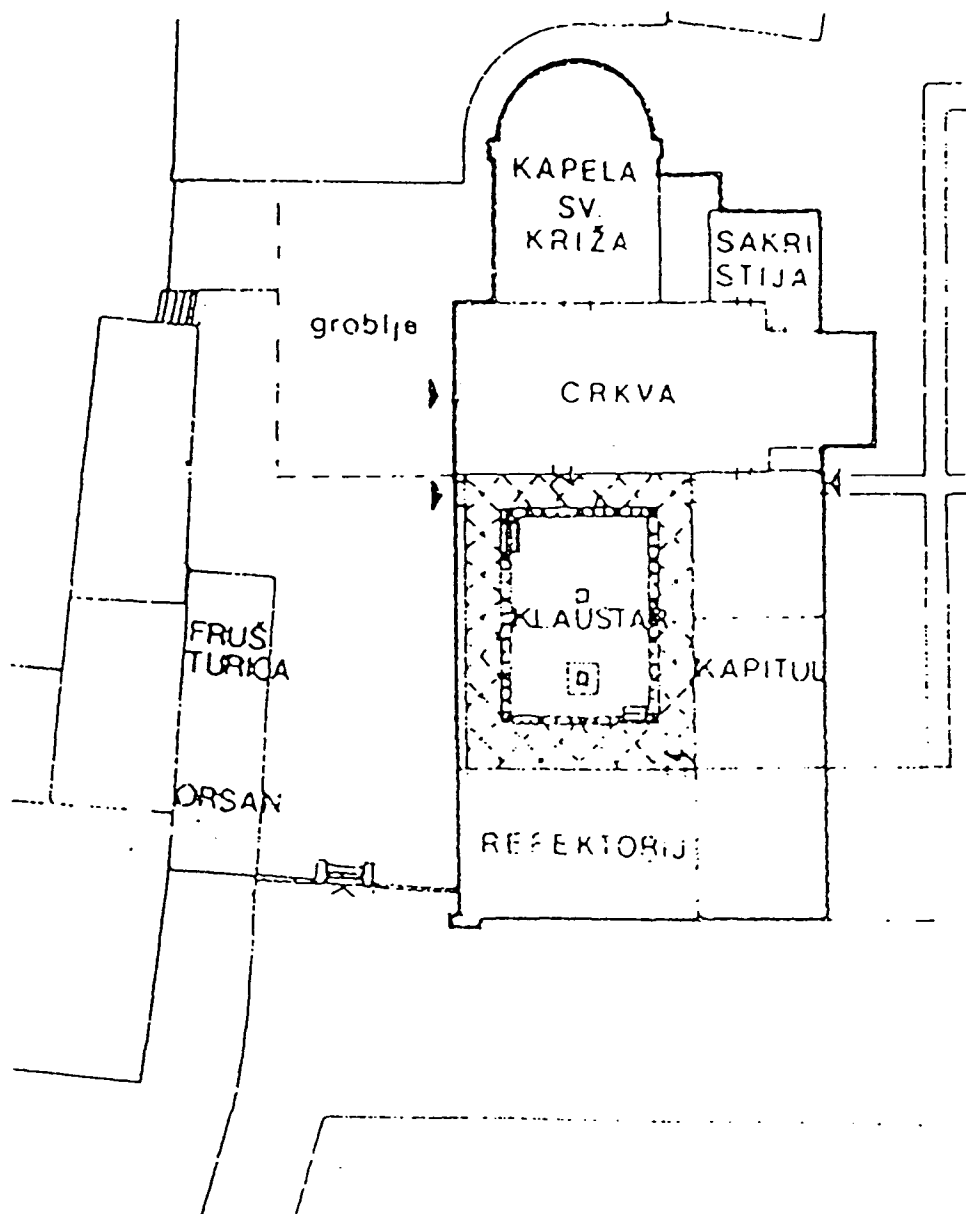 KAPELA
SV.
KRIŽA
SAKRI
STIJA
groblje
CRKVA
KLAUSTAR
FRUŠ
TURICA
KAPITUL
ORSAN
REFEKTORIJ